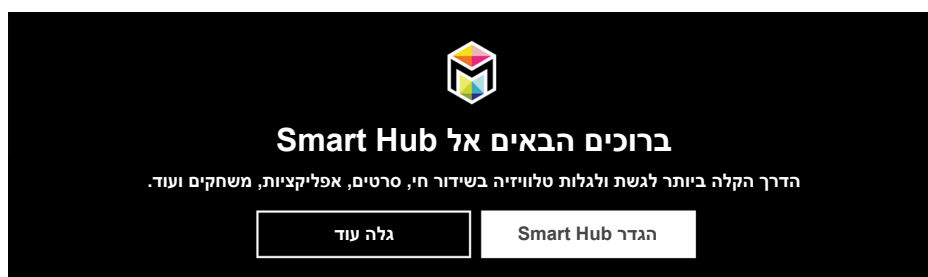 ברוכים הבאים אל Smart Hub
הדרך הקלה ביותר לגשת ולגלות טלוויזיה בשידור חי, סרטים, אפליקציות, משחקים ועוד.
הגדר Smart Hub
גלה עוד